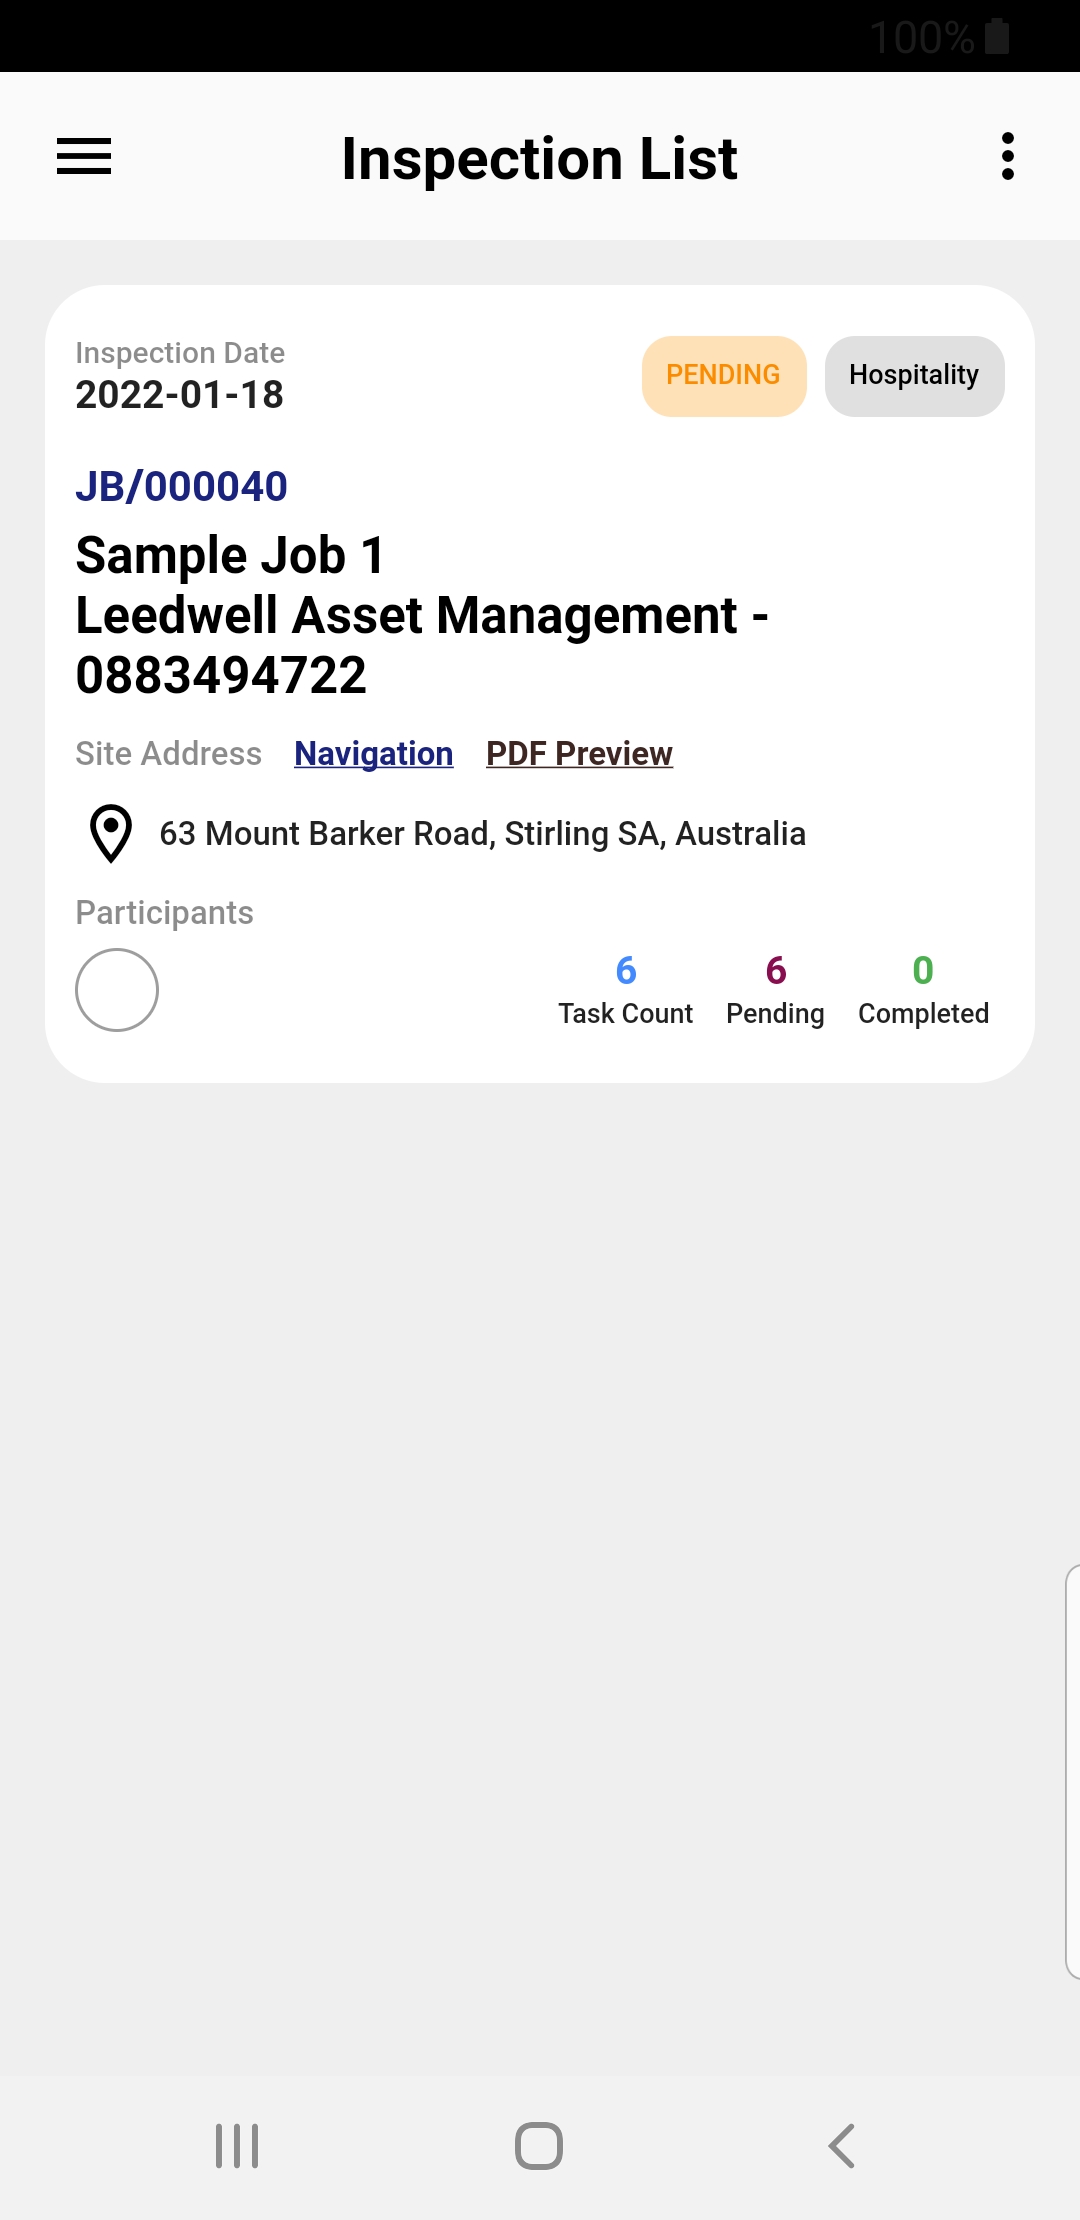 100%
Inspection List
Inspection Date
2022-01-18
PENDING
Hospitality
JB/000040
Sample Job 1
Leedwell Asset Management -
0883494722
Site Address Navigation PDF Preview
63 Mount Barker Road, Stirling SA, Australia
Participants
6 6 0
Task Count Pending Completed